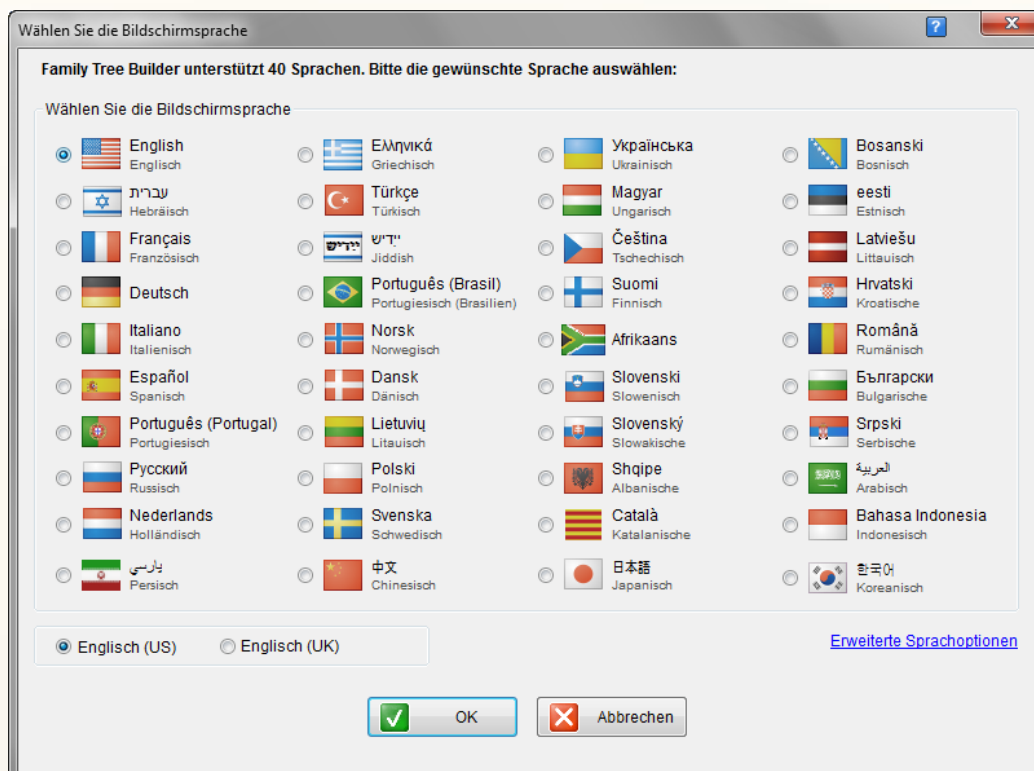 Wählen Sie die Bildschirmsprache
Family Tree Builder unterstützt 40 Sprachen. Bitte die gewünschte Sprache auswählen:
Wählen Sie die Bildschirmsprache
English
Englisch
עברית
Hebräisch
Français
Französisch
Deutsch
Italiano
Italienisch
Español
Spanisch
Português (Portugal)
Portugiesisch
Русский
Russisch
Nederlands
Holländisch
پارسي
Persisch
Ελληνικά
Griechisch
Türkçe
Türkisch
ייִדיש
ייִדיש
Jiddish
Português (Brasil)
Portugiesisch (Brasilien)
Norsk
Norwegisch
Dansk
Dänisch
Lietuvių
Litauisch
Polski
Polnisch
Svenska
Schwedisch
中文
Chinesisch
Українська
Ukrainisch
Magyar
Ungarisch
Čeština
Tschechisch
Suomi
Finnisch
Afrikaans
Slovenski
Slowenisch
Slovenský
Slowakische
Shqipe
Albanische
Català
Katalanische
日本語
Japanisch
Bosanski
Bosnisch
eesti
Estnisch
Latviešu
Littauisch
Hrvatski
Kroatische
Română
Rumänisch
Български
Bulgarische
Srpski
Serbische
العربية
Arabisch
Bahasa Indonesia
Indonesisch
한국어
Koreanisch
Englisch (US)
Englisch (UK)
Erweiterte Sprachoptionen
OK
Abbrechen